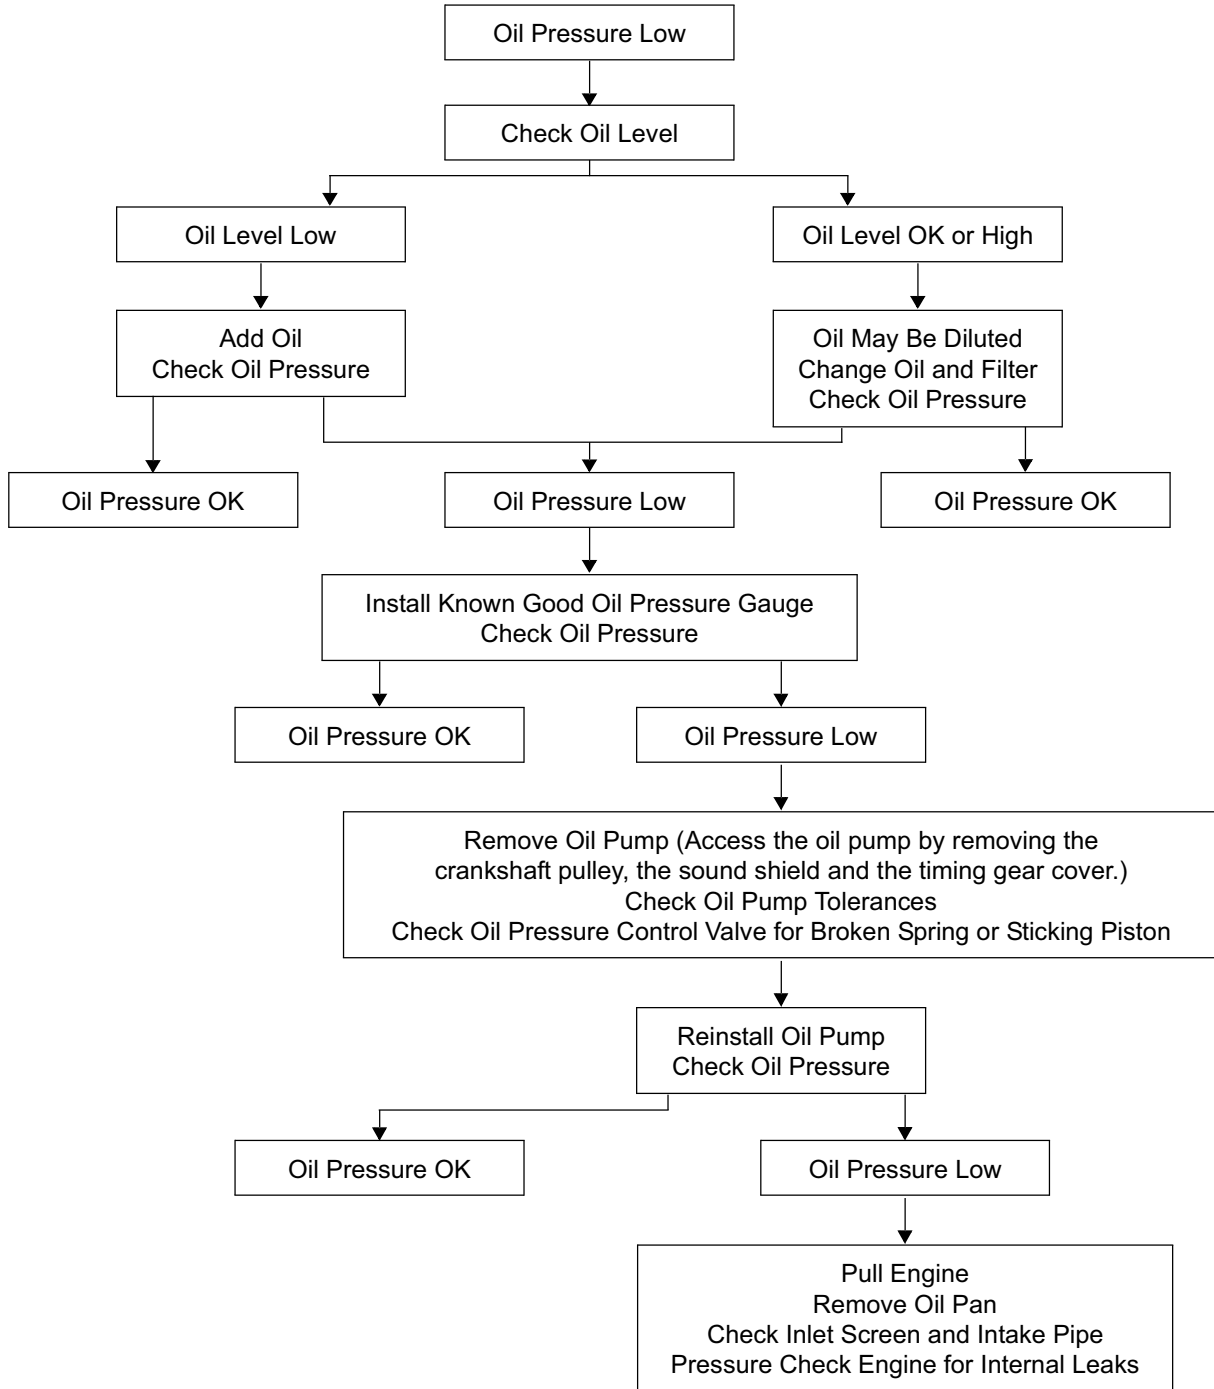 Oil Pressure Low
Check Oil Level
Oil Level Low
Oil Level OK or High
Add Oil
Check Oil Pressure
Oil May Be Diluted
Change Oil and Filter
Check Oil Pressure
Oil Pressure OK
Oil Pressure Low
Oil Pressure OK
Install Known Good Oil Pressure Gauge
Check Oil Pressure
Oil Pressure OK
Oil Pressure Low
Remove Oil Pump (Access the oil pump by removing the
crankshaft pulley, the sound shield and the timing gear cover.)
Check Oil Pump Tolerances
Check Oil Pressure Control Valve for Broken Spring or Sticking Piston
Reinstall Oil Pump
Check Oil Pressure
Oil Pressure OK
Oil Pressure Low
Pull Engine
Remove Oil Pan
Check Inlet Screen and Intake Pipe
Pressure Check Engine for Internal Leaks